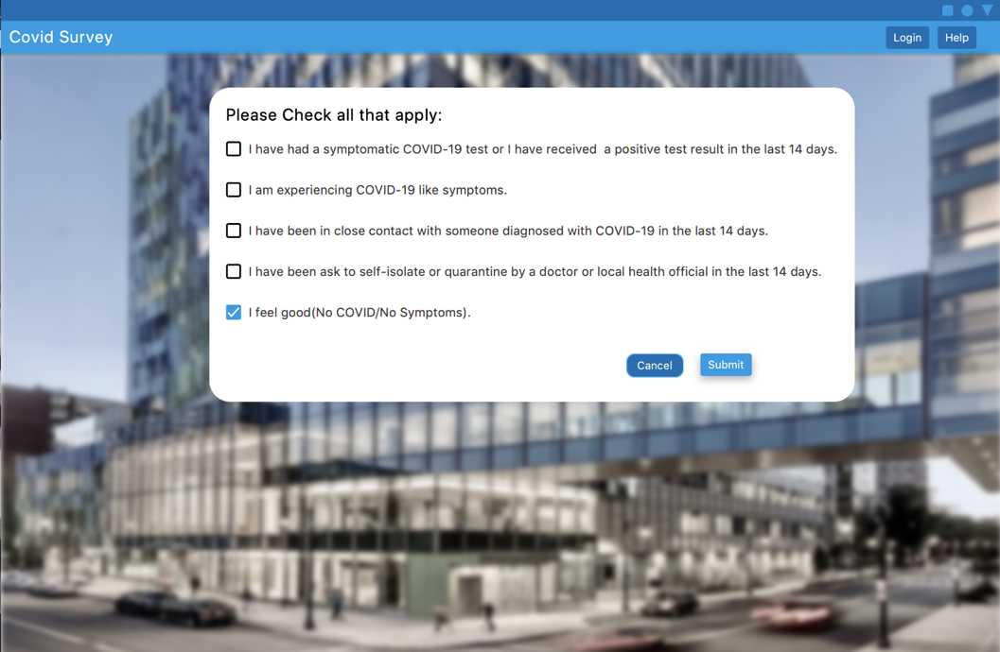 Covid Survey
Login Help
Please Check all that apply:
I have had a symptomatic COVID-19 test or I have received  a positive test result in the last 14 days.
I am experiencing COVID-19 like symptoms.
I have been in close contact with someone diagnosed with COVID-19 in the last 14 days.
I have been ask to self-isolate or quarantine by a doctor or local health official in the last 14 days.
I feel good(No COVID/No Symptoms).
Cancel Submit